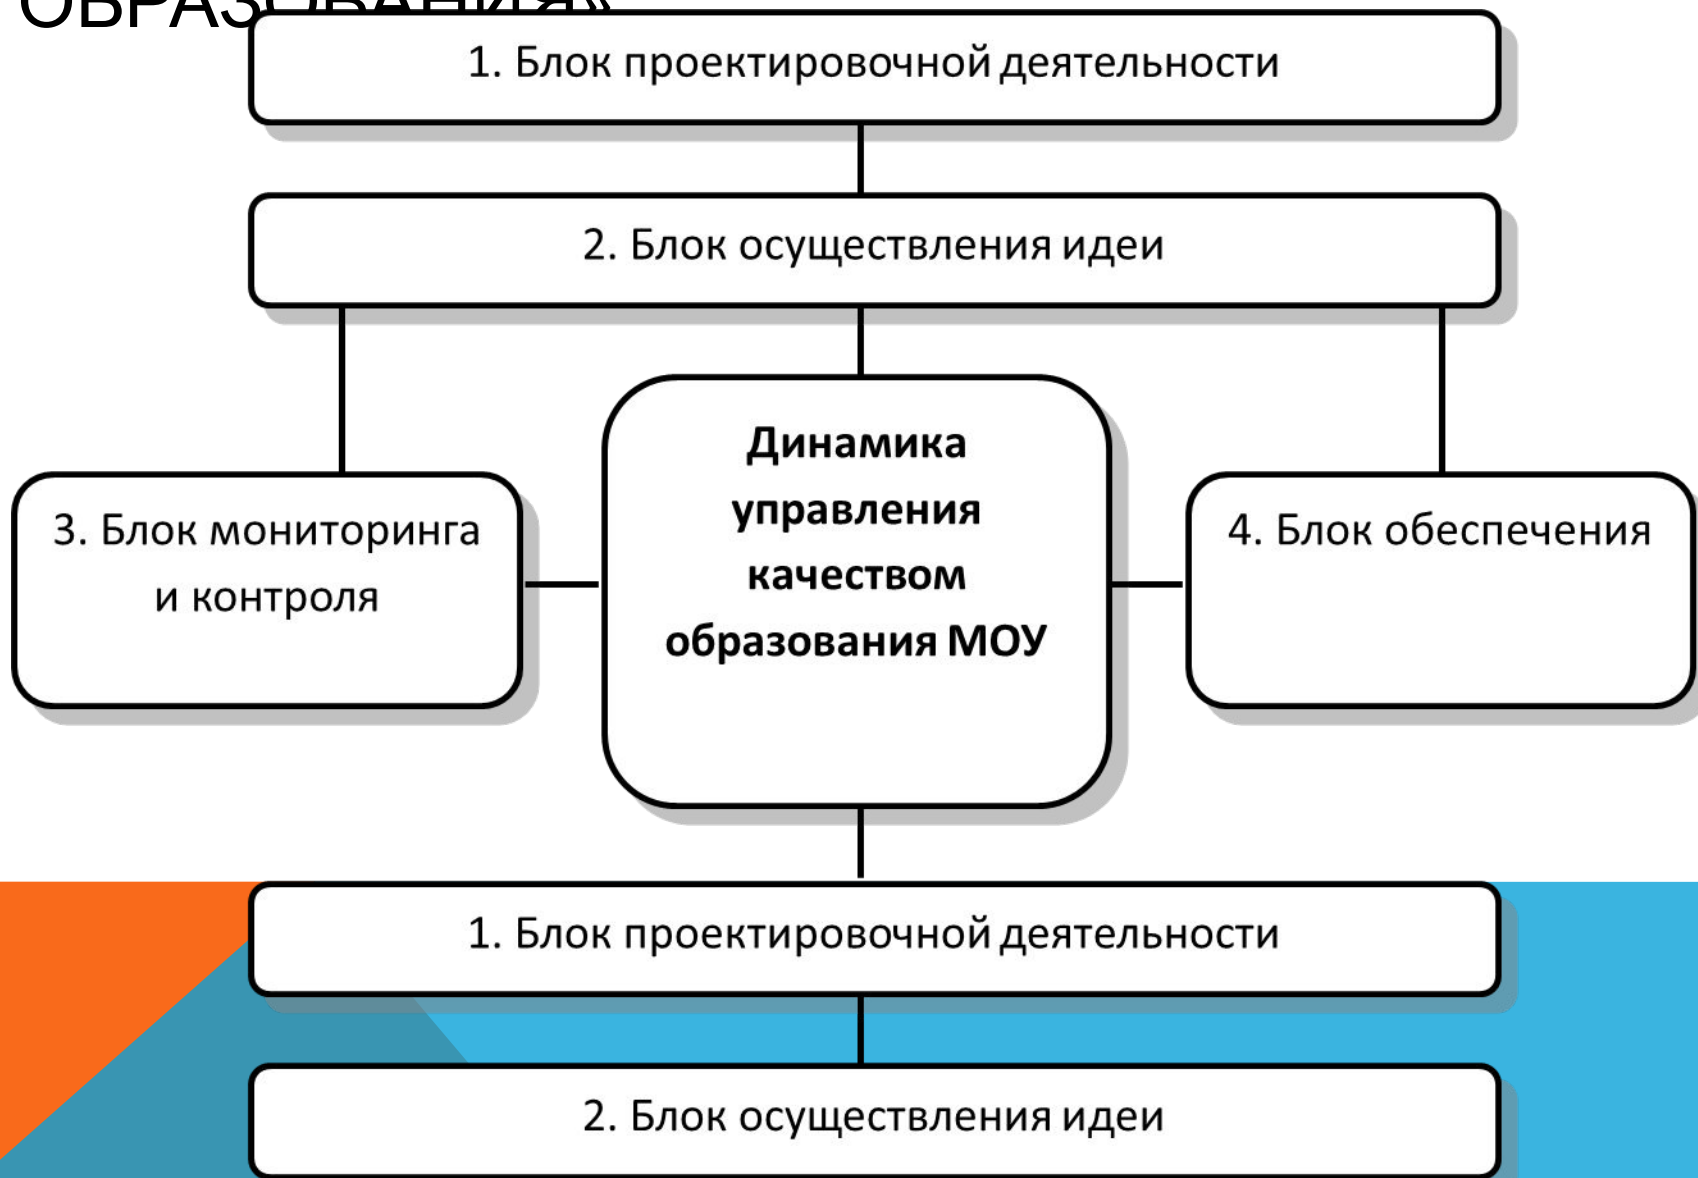 ОБРАЗОВАНИЯ»
1. Блок проектировочной деятельности
2. Блок осуществления идеи
3. Блок мониторинга
и контроля
Динамика
управления
качеством
образования МОУ
4. Блок обеспечения
1. Блок проектировочной деятельности
2. Блок осуществления идеи